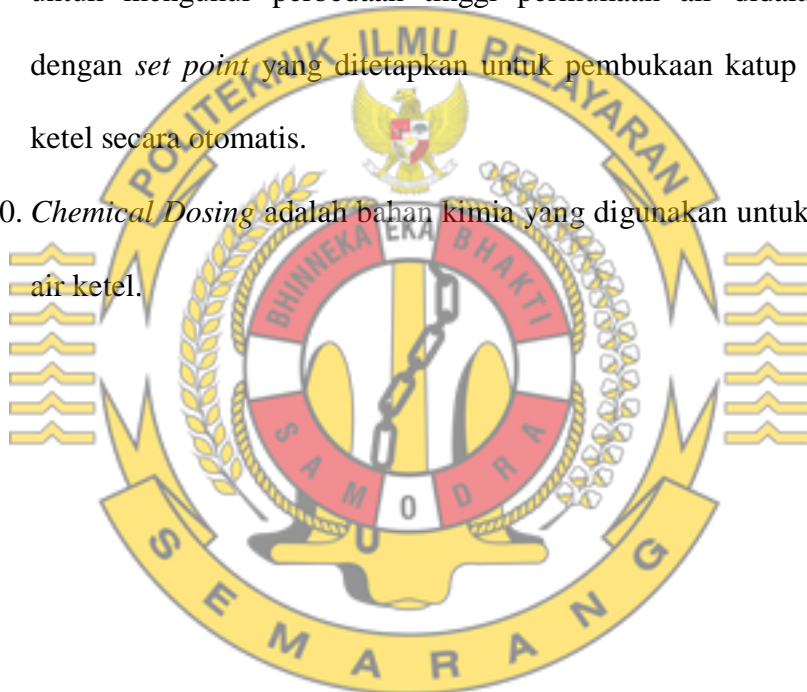 dengan set point yang ditetapkan untuk pembukaan katup
ketel secara otomatis.
0. Chemical Dosing adalah bahan kimia yang digunakan untuk
air ketel.
POLITEKNIK ILMU PELAYARAN
BHINNEKA EKA BHAKTI
SAMODRA
SEMARANG